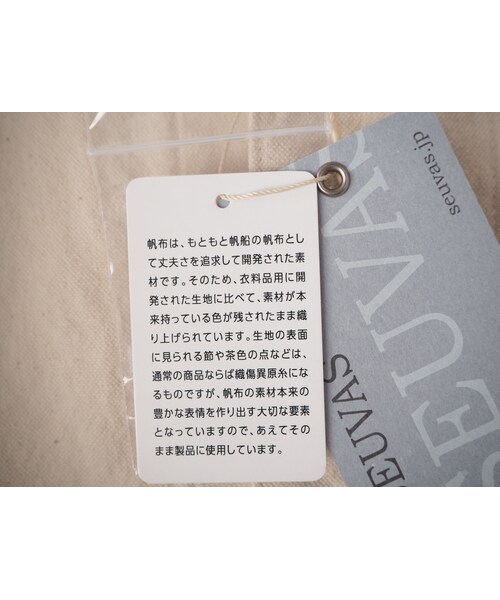 帆布は、もともと帆船の帆布とし
て丈夫さを追求して開発された素
材です。そのため、衣料品用に開
発された生地に比べて、素材が本
来持っている色が残されたまま織
り上げられています。生地の表面
に見られる節や茶色の点などは、
通常の商品ならば織傷異原糸にな
るものですが、帆布の素材本来の
豊かな表情を作り出す大切な要素
となっていますので、あえてその
まま製品に使用しています。
seuvas.jp
SEUVAS
SEUVAS